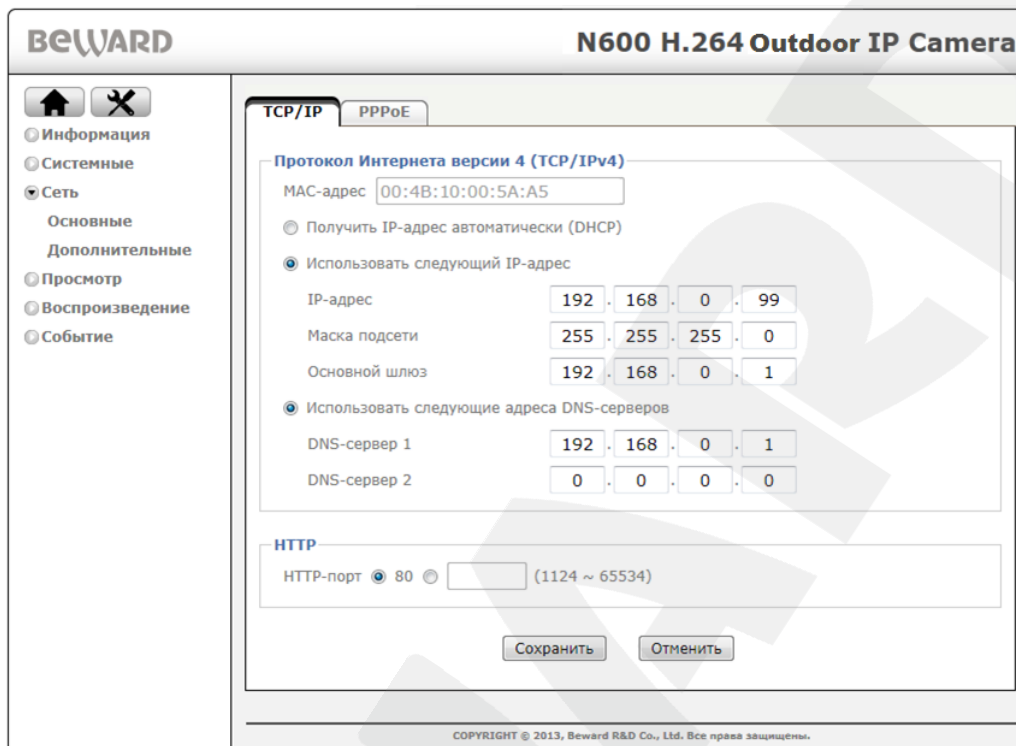 BEWARD
N600 H.264 Outdoor IP Camera
Информация
Системные
Сеть
Основные
Дополнительные
Просмотр
Воспроизведение
Событие
TCP/IP PPPoE
Протокол Интернета версии 4 (TCP/IPv4)
MAC-адрес 00:4B:10:00:5A:A5
Получить IP-адрес автоматически (DHCP)
Использовать следующий IP-адрес
IP-адрес 192 . 168 . 0 . 99
Маска подсети 255 . 255 . 255 . 0
Основной шлюз 192 . 168 . 0 . 1
Использовать следующие адреса DNS-серверов
DNS-сервер 1 192 . 168 . 0 . 1
DNS-сервер 2 0 . 0 . 0 . 0
HTTP
HTTP-порт 80 (1124 ~ 65534)
Сохранить Отменить
COPYRIGHT © 2013, Beward R&D Co., Ltd. Все права защищены.